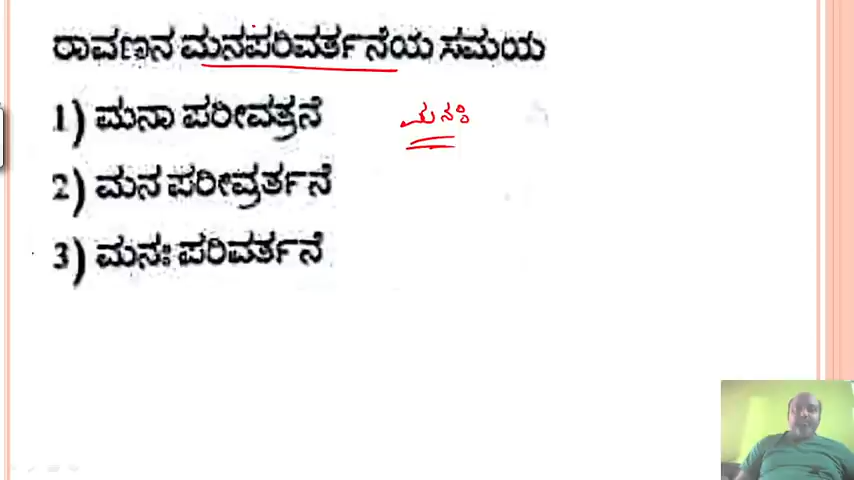 ರಾವಣನ ಮನಪರಿವರ್ತನೆಯ ಸಮಯ
1) ಮನಾ ಪರೀವತ್ರನೆ
ಮನಃ
2) ಮನ ಪರೀವ್ರರ್ತನೆ
3) ಮನಃ ಪರಿವರ್ತನೆ